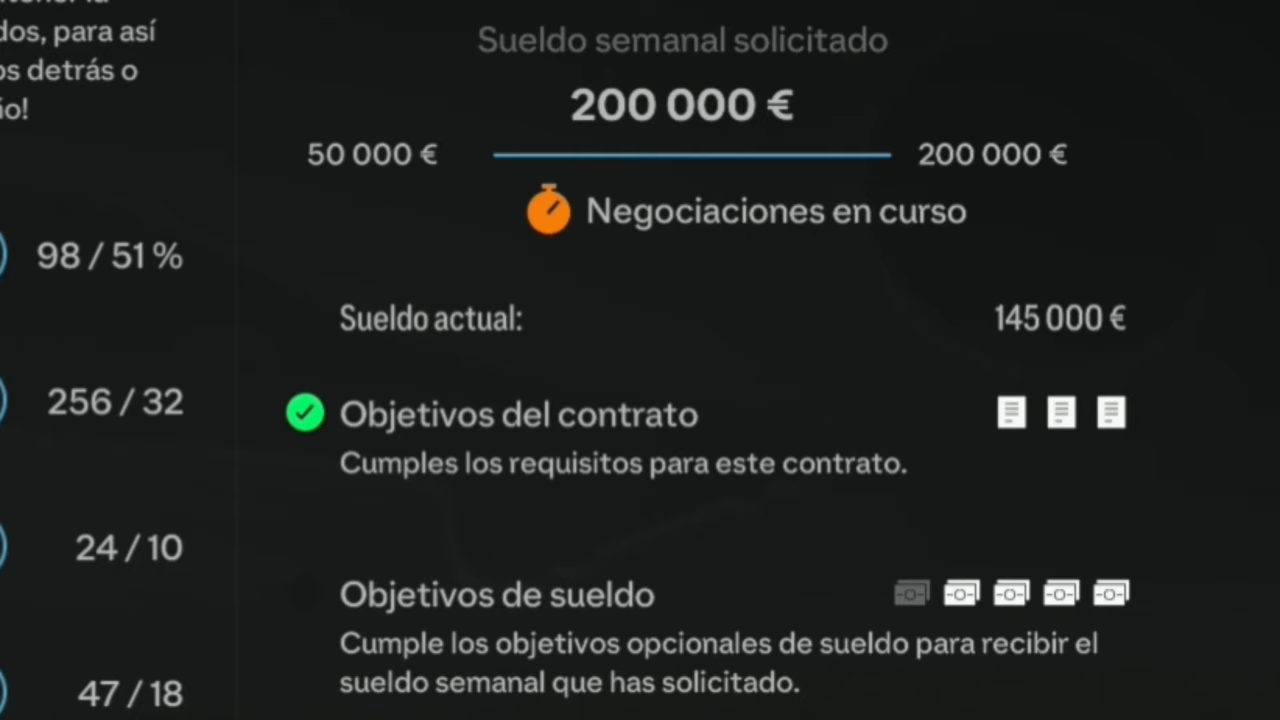 dos, para así
os detrás o
ño!
98 / 51 %
256 / 32
24 / 10
47 / 18
Sueldo semanal solicitado
200 000 €
50 000 €
200 000 €
Negociaciones en curso
Sueldo actual:
145 000 €
Objetivos del contrato
Cumples los requisitos para este contrato.
Objetivos de sueldo
Cumple los objetivos opcionales de sueldo para recibir el
sueldo semanal que has solicitado.